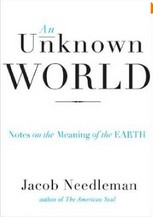 An
Unknown
WORLD
Notes on the Meaning of the EARTH
Jacob Needleman
author of The American Soul